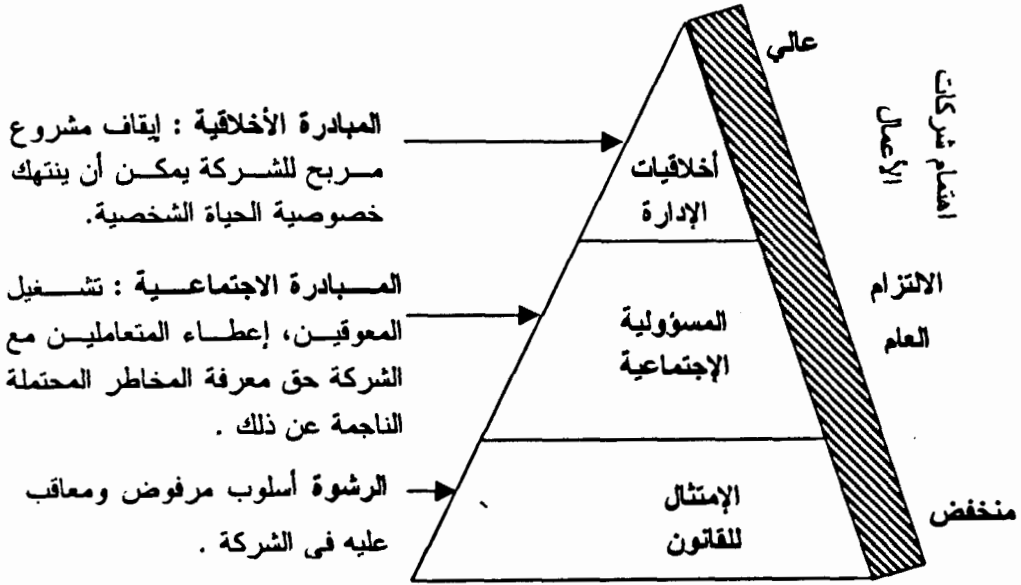 عالي
اهتمام شركات
الأعمال
المبادرة الأخلاقية : إيقاف مشروع
مربح للشركة يمكن أن ينتهك
خصوصية الحياة الشخصية.
أخلاقيات
الإدارة
الالتزام
العام
المبادرة الاجتماعية : تشغيل
المعوقين، إعطاء المتعاملين مع
الشركة حق معرفة المخاطر المحتملة
الناجمة عن ذلك .
المسؤولية
الإجتماعية
منخفض
الإمتثال
للقانون
الرشوة أسلوب مرفوض ومعاقب
عليه فى الشركة .